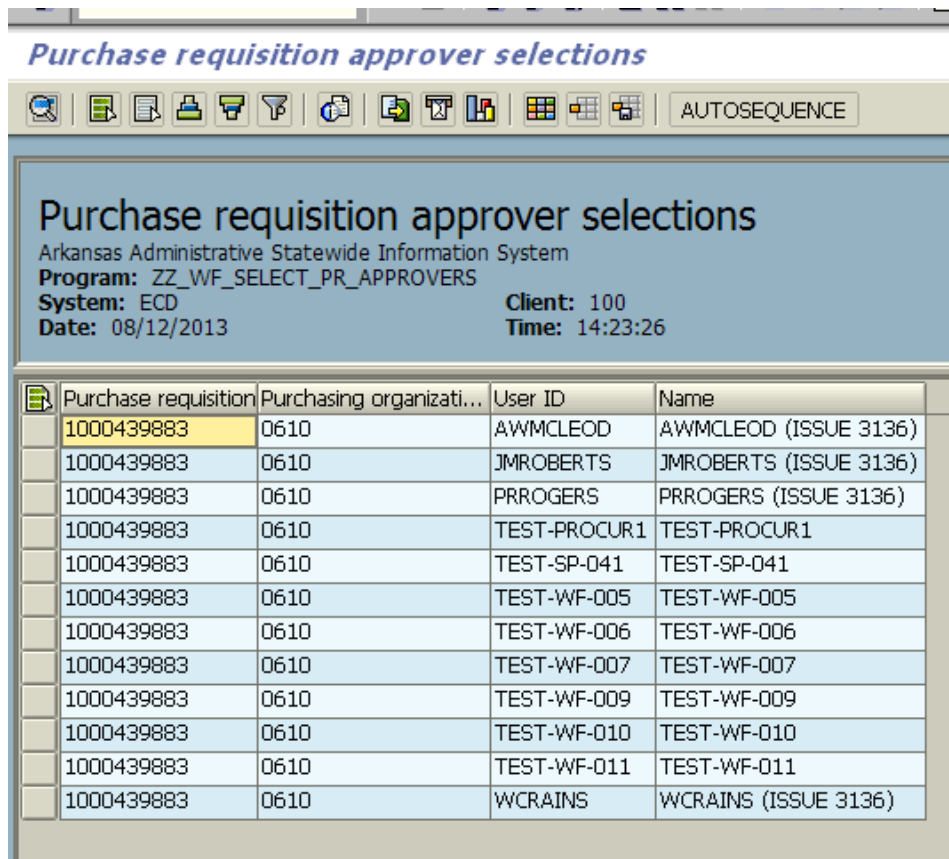 Purchase requisition approver selections
AUTOSEQUENCE
Purchase requisition approver selections
Arkansas Administrative Statewide Information System
Program: ZZ_WF_SELECT_PR_APPROVERS
System: ECD Client: 100
Date: 08/12/2013 Time: 14:23:26
Purchase requisition Purchasing organizati... User ID Name
1000439883 0610 AWMCLEOD AWMCLEOD (ISSUE 3136)
1000439883 0610 JMROBERTS JMROBERTS (ISSUE 3136)
1000439883 0610 PRROGERS PRROGERS (ISSUE 3136)
1000439883 0610 TEST-PROCUR1 TEST-PROCUR1
1000439883 0610 TEST-SP-041 TEST-SP-041
1000439883 0610 TEST-WF-005 TEST-WF-005
1000439883 0610 TEST-WF-006 TEST-WF-006
1000439883 0610 TEST-WF-007 TEST-WF-007
1000439883 0610 TEST-WF-009 TEST-WF-009
1000439883 0610 TEST-WF-010 TEST-WF-010
1000439883 0610 TEST-WF-011 TEST-WF-011
1000439883 0610 WCRAINS WCRAINS (ISSUE 3136)